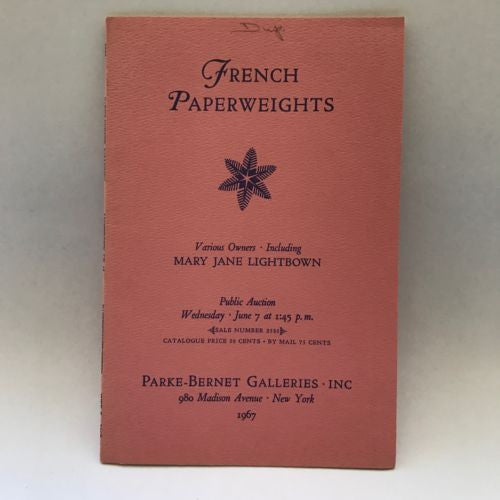 Dup
FRENCH
PAPERWEIGHTS
Various Owners · Including
MARY JANE LIGHTBOWN
Public Auction
Wednesday · June 7 at 1:45 p. m.
SALE NUMBER
CATALOGUE PRICE 50 CENTS · BY MAIL 75 CENTS
PARKE-BERNET GALLERIES · INC
980 Madison Avenue · New York
1967